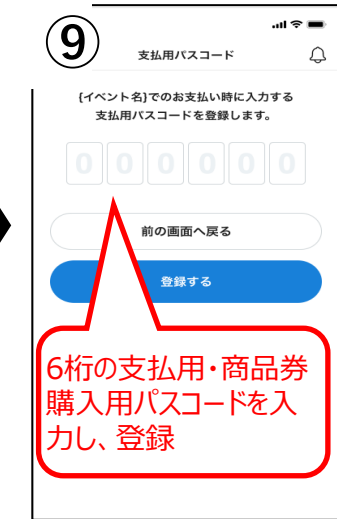 ⑨
支払用パスコード
{イベント名}でのお支払い時に入力する
支払用パスコードを登録します。
0 0 0 0 0 0
前の画面へ戻る
登録する
6桁の支払用・商品券
購入用パスコードを入
力し、登録